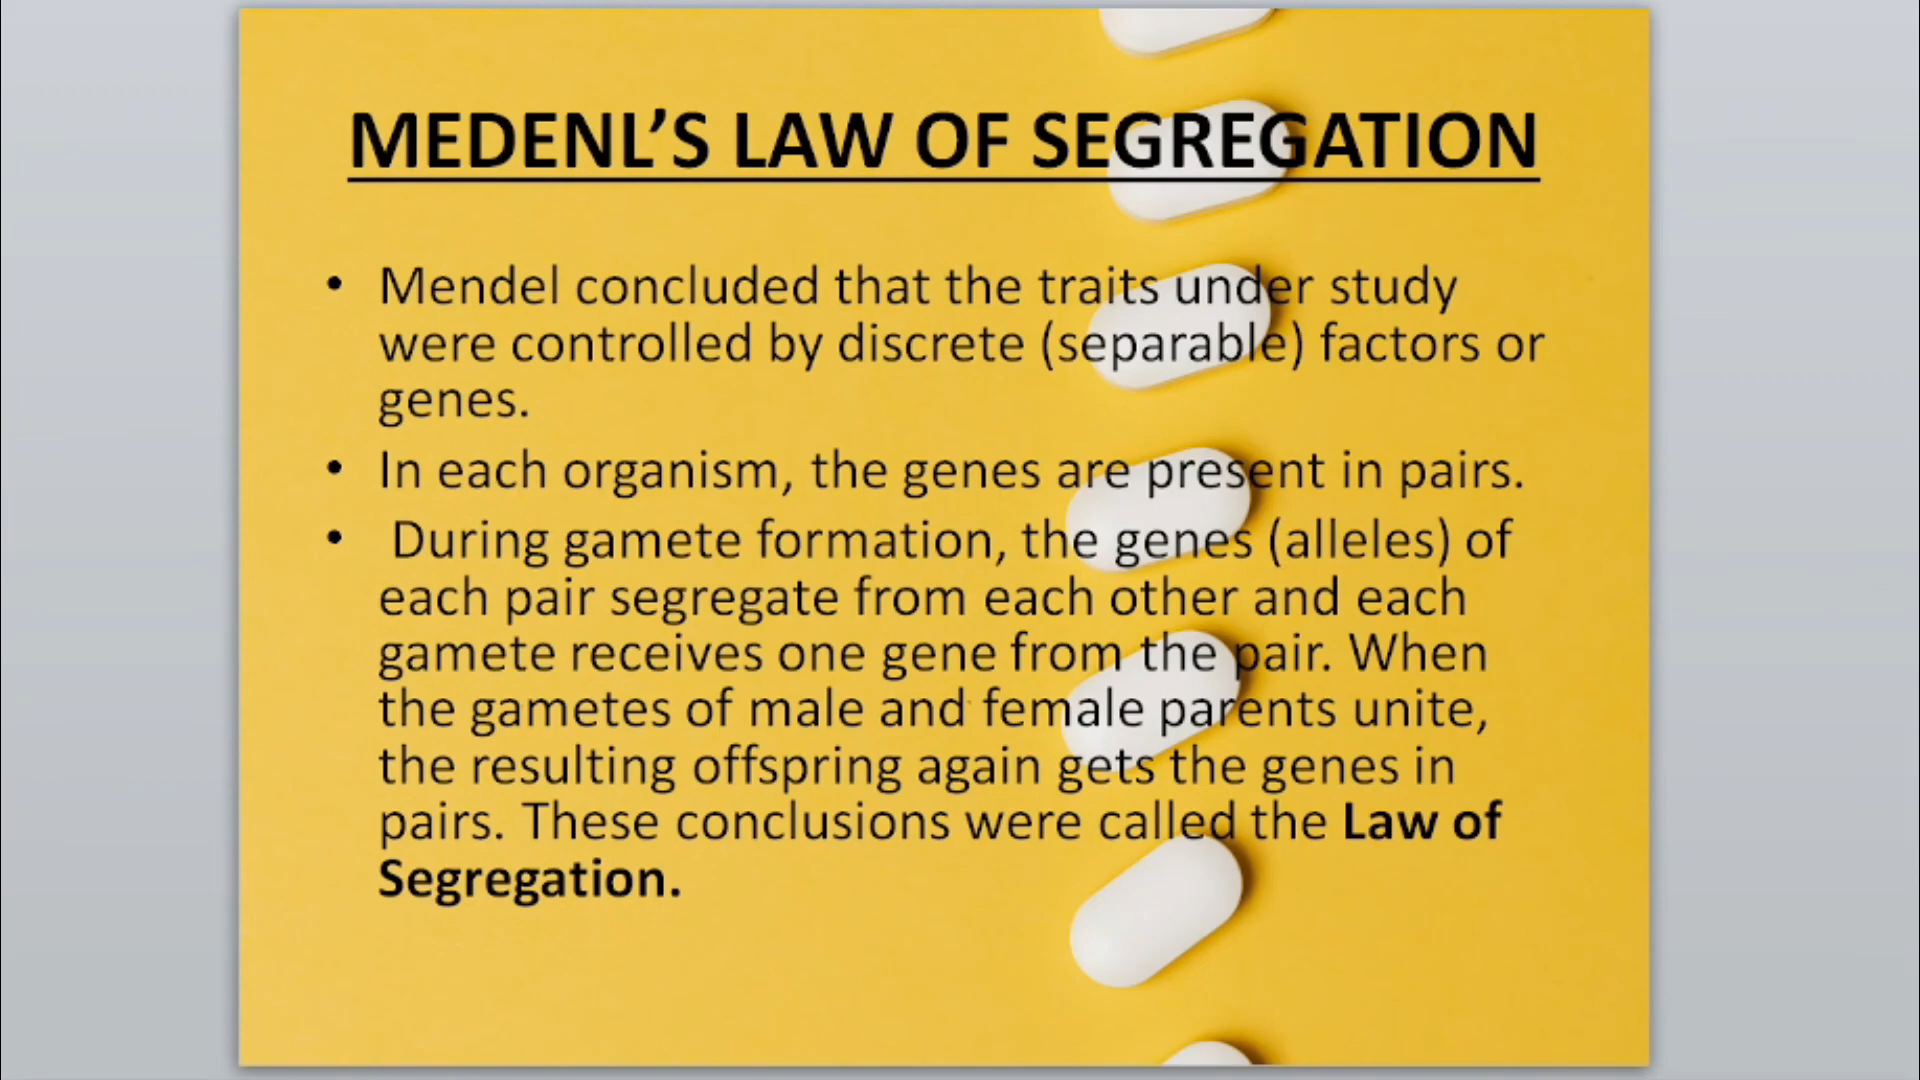 MEDENL’S LAW OF SEGREGATION
• Mendel concluded that the traits under study
were controlled by discrete (separable) factors or
genes.
• In each organism, the genes are present in pairs.
• During gamete formation, the genes (alleles) of
each pair segregate from each other and each
gamete receives one gene from the pair. When
the gametes of male and female parents unite,
the resulting offspring again gets the genes in
pairs. These conclusions were called the Law of
Segregation.